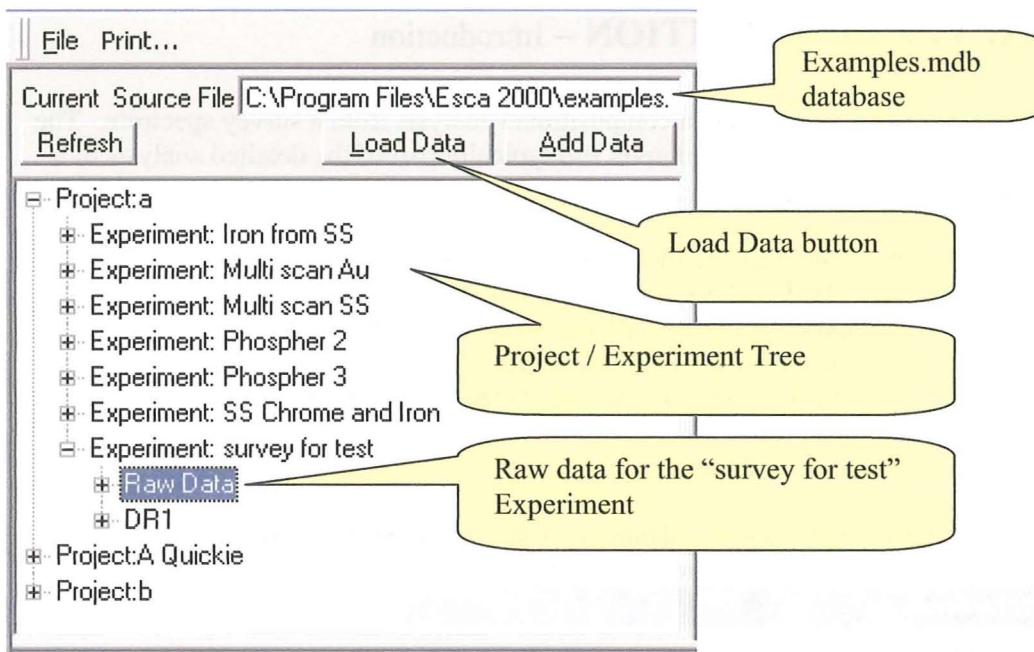 TION – Introduction
File Print...
Examples.mdb
database
Current Source File C:\Program Files\Esca 2000\examples.
Refresh Load Data Add Data
Project:a
Experiment: Iron from SS
Load Data button
Experiment: Multi scan Au
Experiment: Multi scan SS
Experiment: Phospher 2
Project / Experiment Tree
Experiment: Phospher 3
Experiment: SS Chrome and Iron
Experiment: survey for test
Raw data for the “survey for test”
Experiment
Raw Data
DR1
Project:A Quickie
Project:b